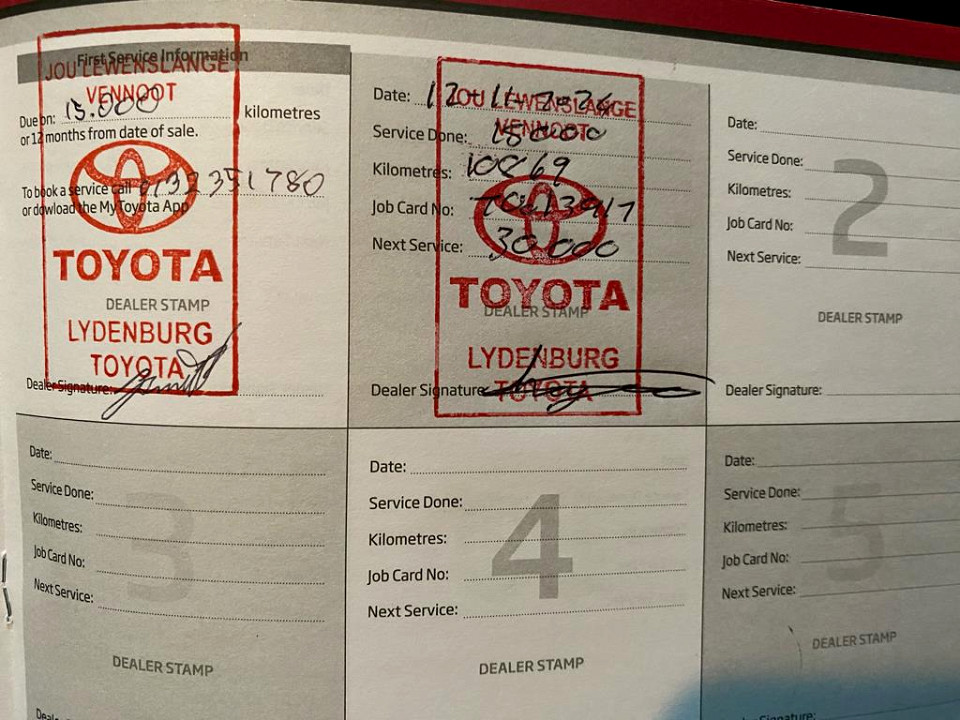 First Service Information
JOU LEWENSLANGE
VENNOOT
Due on: 15.000 kilometres
or 12 months from date of sale.
To book a service call 0132351780
or dowload the MyToyota App
TOYOTA
DEALER STAMP
LYDENBURG
TOYOTA
Dealer Signature:
Date:
JOU LEWENSLANGE
VENNOOT
Service Done: 15000
Kilometres:
Job Card No:
Next Service: 30.000
TOYOTA
DEALER STAMP
LYDENBURG
TOYOTA
Dealer Signature
Date:
Service Done:
2
Kilometres:
Job Card No:
Next Service:
DEALER STAMP
Dealer Signature:
Date:
Service Done:
3
Kilometres:
Job Card No:
Next Service:
DEALER STAMP
Date:
Service Done:
4
Kilometres:
Job Card No:
Next Service:
DEALER STAMP
Date:
Service Done:
5
Kilometres:
Job Card No:
Next Service:
DEALER STAMP
Dealer Signature: